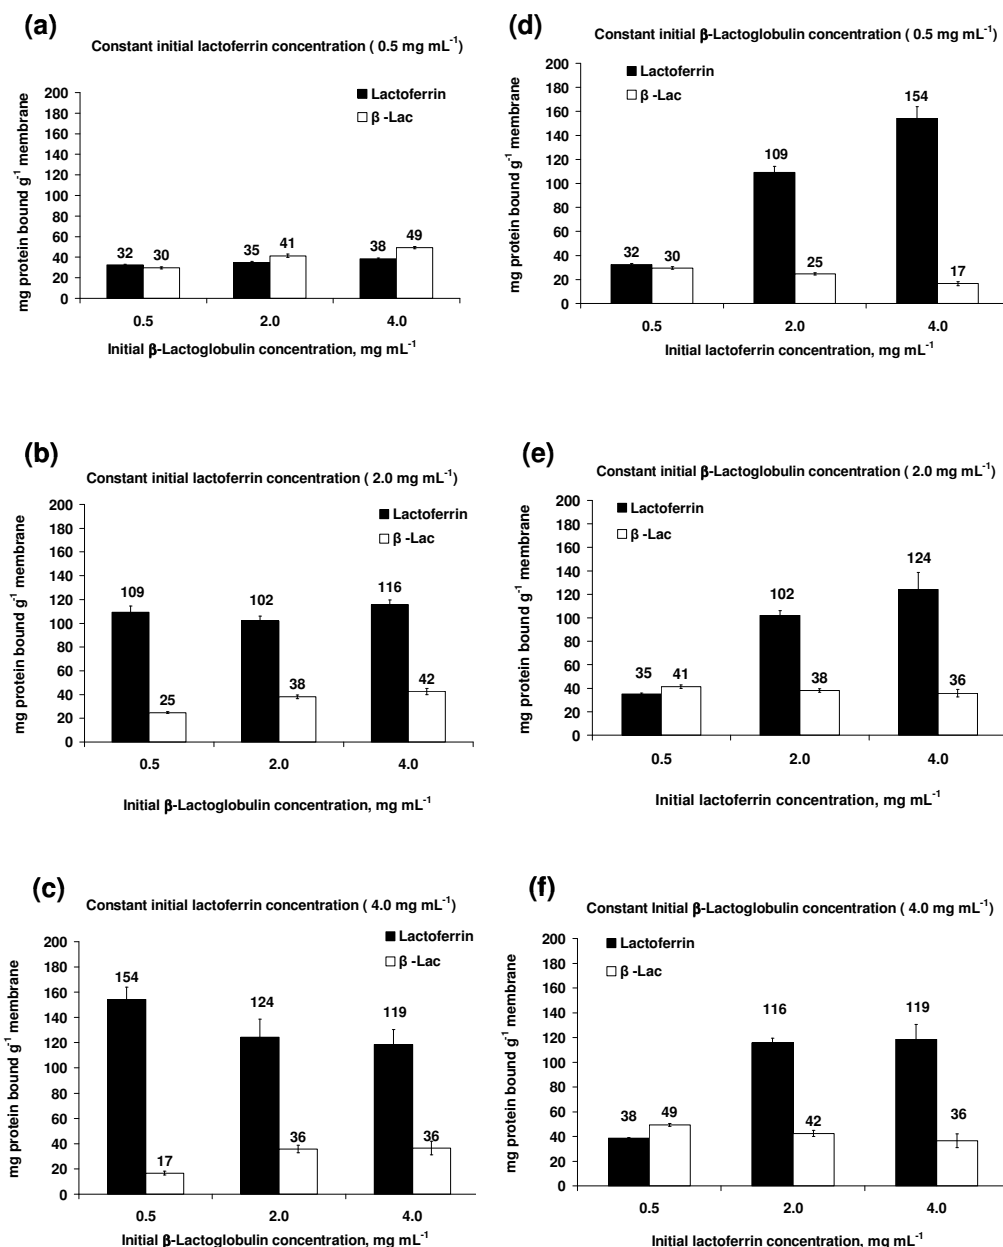 (a)
Constant initial lactoferrin concentration ( 0.5 mg mL⁻¹)
mg protein bound g⁻¹ membrane
200
180
160
140
120
100
80
60
40
20
0
Lactoferrin
β -Lac
32 30 35 41 38 49
0.5 2.0 4.0
Initial β-Lactoglobulin concentration, mg mL⁻¹
(d)
Constant initial β-Lactoglobulin concentration ( 0.5 mg mL⁻¹)
mg protein bound g⁻¹ membrane
200
180
160
140
120
100
80
60
40
20
0
Lactoferrin
β -Lac
32 30 109 25 154 17
0.5 2.0 4.0
Initial lactoferrin concentration, mg mL⁻¹
(b)
Constant initial lactoferrin concentration ( 2.0 mg mL⁻¹)
mg protein bound g⁻¹ membrane
200
180
160
140
120
100
80
60
40
20
0
Lactoferrin
β -Lac
109 25 102 38 116 42
0.5 2.0 4.0
Initial β-Lactoglobulin concentration, mg mL⁻¹
(e)
Constant initial β-Lactoglobulin concentration ( 2.0 mg mL⁻¹)
mg protein bound g⁻¹ membrane
200
180
160
140
120
100
80
60
40
20
0
Lactoferrin
β -Lac
35 41 102 38 124 36
0.5 2.0 4.0
Initial lactoferrin concentration, mg mL⁻¹
(c)
Constant initial lactoferrin concentration ( 4.0 mg mL⁻¹)
mg protein bound g⁻¹ membrane
200
180
160
140
120
100
80
60
40
20
0
Lactoferrin
β -Lac
154 17 124 36 119 36
0.5 2.0 4.0
Initial β-Lactoglobulin concentration, mg mL⁻¹
(f)
Constant Initial β-Lactoglobulin concentration ( 4.0 mg mL⁻¹)
mg protein bound g⁻¹ membrane
200
180
160
140
120
100
80
60
40
20
0
Lactoferrin
β -Lac
38 49 116 42 119 36
0.5 2.0 4.0
Initial lactoferrin concentration, mg mL⁻¹